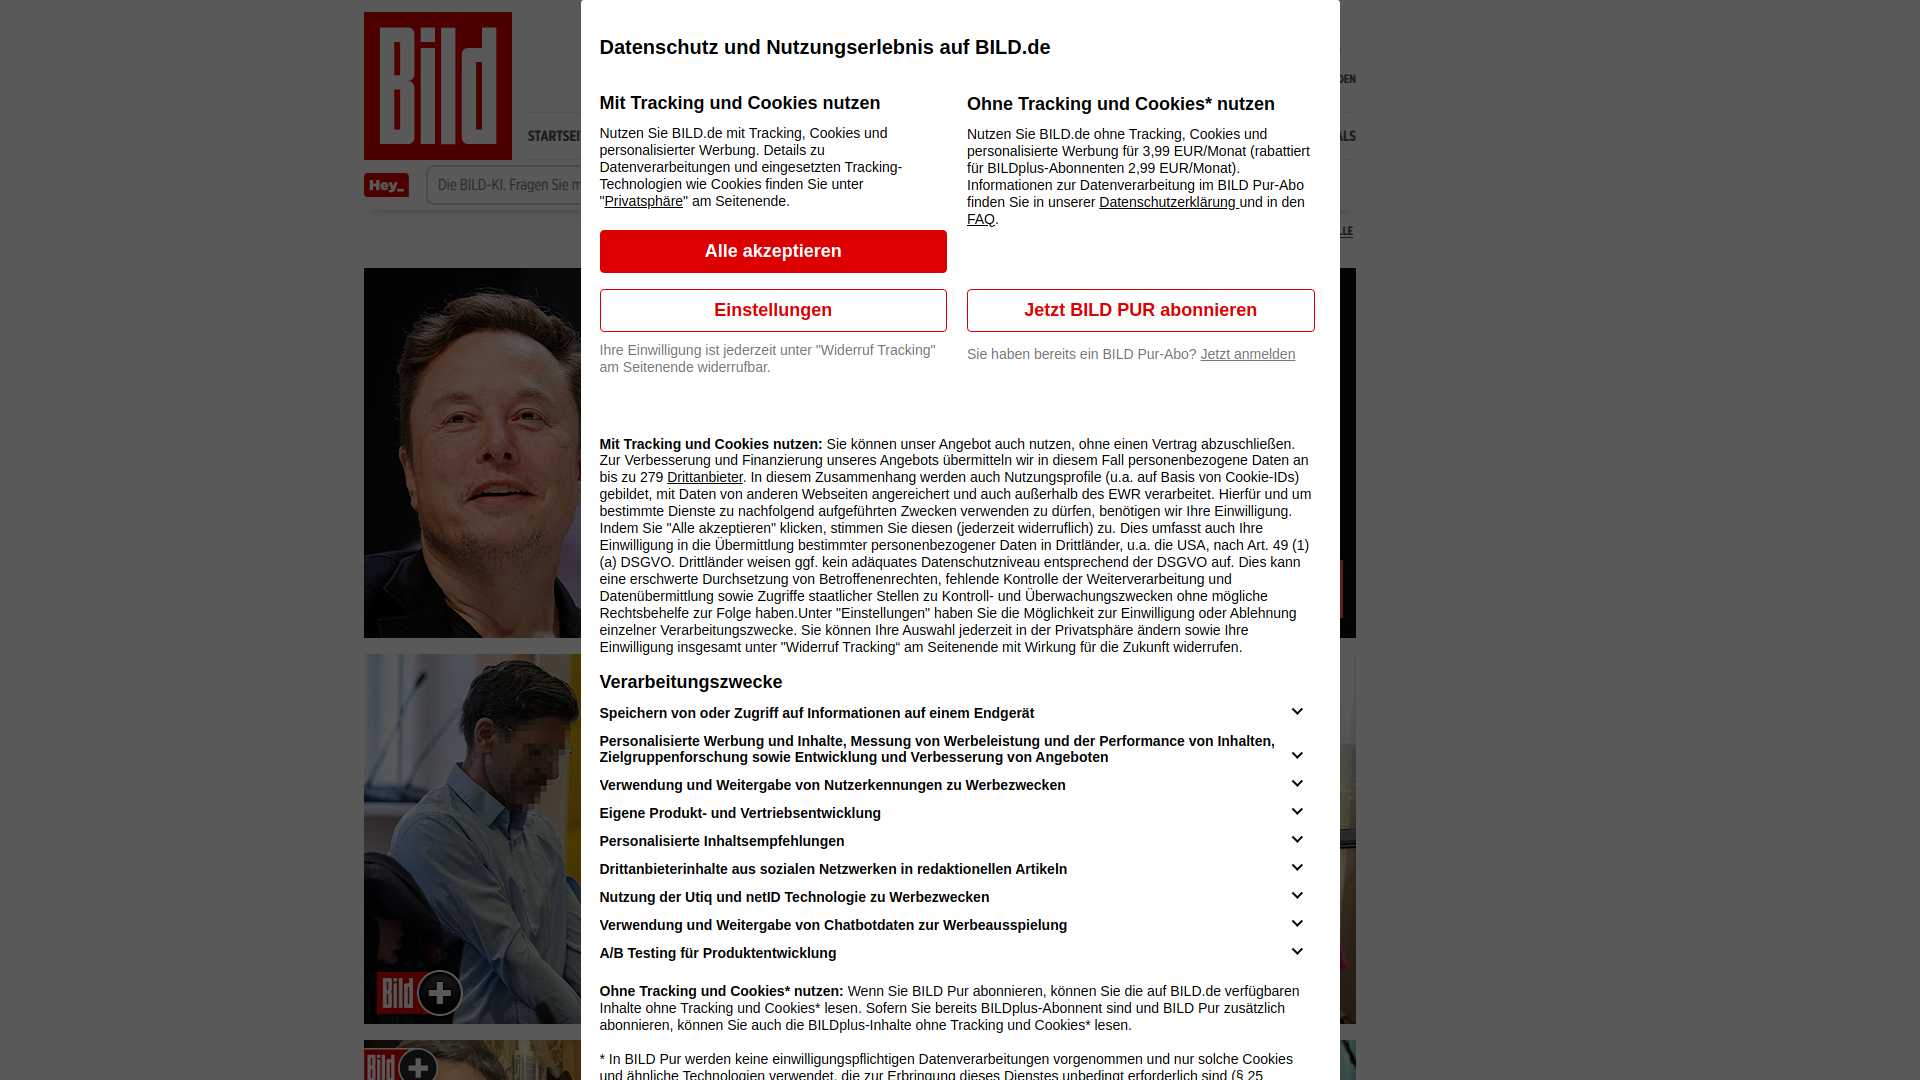 Bild
STARTSEI
Hey_
Die BILD-KI. Fragen Sie m
Datenschutz und Nutzungserlebnis auf BILD.de
Mit Tracking und Cookies nutzen
Nutzen Sie BILD.de mit Tracking, Cookies und
personalisierter Werbung. Details zu
Datenverarbeitungen und eingesetzten Tracking-
Technologien wie Cookies finden Sie unter
"Privatsphäre" am Seitenende.
Alle akzeptieren
Einstellungen
Ihre Einwilligung ist jederzeit unter "Widerruf Tracking"
am Seitenende widerrufbar.
Ohne Tracking und Cookies* nutzen
Nutzen Sie BILD.de ohne Tracking, Cookies und
personalisierte Werbung für 3,99 EUR/Monat (rabattiert
für BILDplus-Abonnenten 2,99 EUR/Monat).
Informationen zur Datenverarbeitung im BILD Pur-Abo
finden Sie in unserer Datenschutzerklärung und in den
FAQ.
Jetzt BILD PUR abonnieren
Sie haben bereits ein BILD Pur-Abo? Jetzt anmelden
Mit Tracking und Cookies nutzen: Sie können unser Angebot auch nutzen, ohne einen Vertrag abzuschließen.
Zur Verbesserung und Finanzierung unseres Angebots übermitteln wir in diesem Fall personenbezogene Daten an
bis zu 279 Drittanbieter. In diesem Zusammenhang werden auch Nutzungsprofile (u.a. auf Basis von Cookie-IDs)
gebildet, mit Daten von anderen Webseiten angereichert und auch außerhalb des EWR verarbeitet. Hierfür und um
bestimmte Dienste zu nachfolgend aufgeführten Zwecken verwenden zu dürfen, benötigen wir Ihre Einwilligung.
Indem Sie "Alle akzeptieren" klicken, stimmen Sie diesen (jederzeit widerruflich) zu. Dies umfasst auch Ihre
Einwilligung in die Übermittlung bestimmter personenbezogener Daten in Drittländer, u.a. die USA, nach Art. 49 (1)
(a) DSGVO. Drittländer weisen ggf. kein adäquates Datenschutzniveau entsprechend der DSGVO auf. Dies kann
eine erschwerte Durchsetzung von Betroffenenrechten, fehlende Kontrolle der Weiterverarbeitung und
Datenübermittlung sowie Zugriffe staatlicher Stellen zu Kontroll- und Überwachungszwecken ohne mögliche
Rechtsbehelfe zur Folge haben.Unter "Einstellungen" haben Sie die Möglichkeit zur Einwilligung oder Ablehnung
einzelner Verarbeitungszwecke. Sie können Ihre Auswahl jederzeit in der Privatsphäre ändern sowie Ihre
Einwilligung insgesamt unter "Widerruf Tracking“ am Seitenende mit Wirkung für die Zukunft widerrufen.
Verarbeitungszwecke
Speichern von oder Zugriff auf Informationen auf einem Endgerät
Personalisierte Werbung und Inhalte, Messung von Werbeleistung und der Performance von Inhalten,
Zielgruppenforschung sowie Entwicklung und Verbesserung von Angeboten
Verwendung und Weitergabe von Nutzerkennungen zu Werbezwecken
Eigene Produkt- und Vertriebsentwicklung
Personalisierte Inhaltsempfehlungen
Drittanbieterinhalte aus sozialen Netzwerken in redaktionellen Artikeln
Nutzung der Utiq und netID Technologie zu Werbezwecken
Verwendung und Weitergabe von Chatbotdaten zur Werbeausspielung
A/B Testing für Produktentwicklung
Ohne Tracking und Cookies* nutzen: Wenn Sie BILD Pur abonnieren, können Sie die auf BILD.de verfügbaren
Inhalte ohne Tracking und Cookies* lesen. Sofern Sie bereits BILDplus-Abonnent sind und BILD Pur zusätzlich
abonnieren, können Sie auch die BILDplus-Inhalte ohne Tracking und Cookies* lesen.
* In BILD Pur werden keine einwilligungspflichtigen Datenverarbeitungen vorgenommen und nur solche Cookies
und ähnliche Technologien verwendet, die zur Erbringung dieses Dienstes unbedingt erforderlich sind (§ 25
DEN
ALS
LLE
Bild +
Bild +